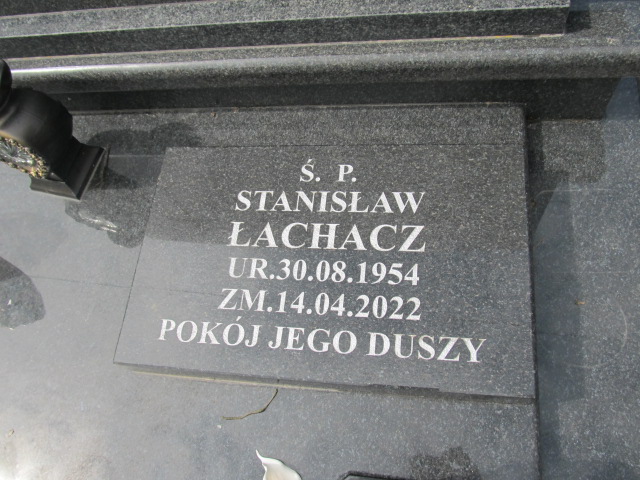 Ś. P.
STANISŁAW
ŁACHACZ
UR.30.08.1954
ZM.14.04.2022
POKÓJ JEGO DUSZY